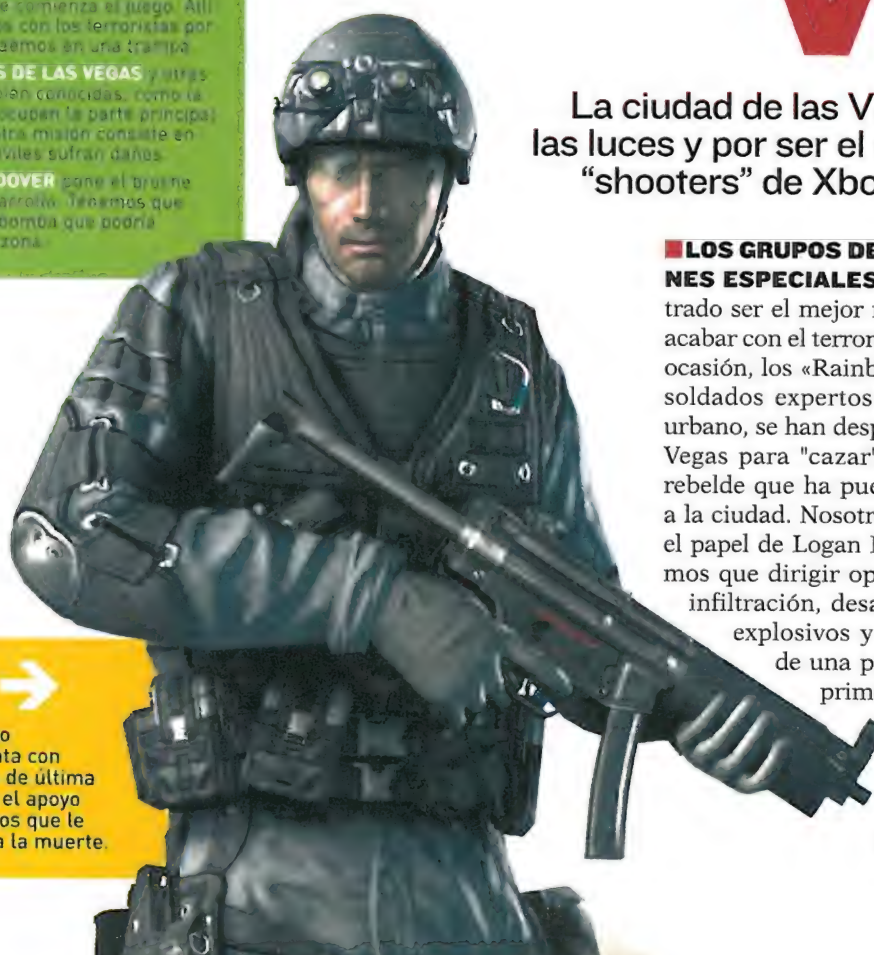 comienza el juego. Allí
con los terroristas por
en una trampa.
DE LAS VEGAS y otras
bien conocidas, como la
ocupen la parte principal
misión consiste en
civiles sufran daños.
DOVER pone el broche
Tenemos que
bomba que podría
zona.
La ciudad de las V
las luces y por ser el
“shooters” de Xbo
LOS GRUPOS DE
NES ESPECIALES
trado ser el mejor
acabar con el terror
ocasión, los «Rainb
soldados expertos
urbano, se han desp
Vegas para "cazar"
rebelde que ha pue
a la ciudad. Nosotr
el papel de Logan
mos que dirigir op
infiltración, desa
explosivos y
de una p
prim
o
ta con
de última
el apoyo
os que le
a la muerte.